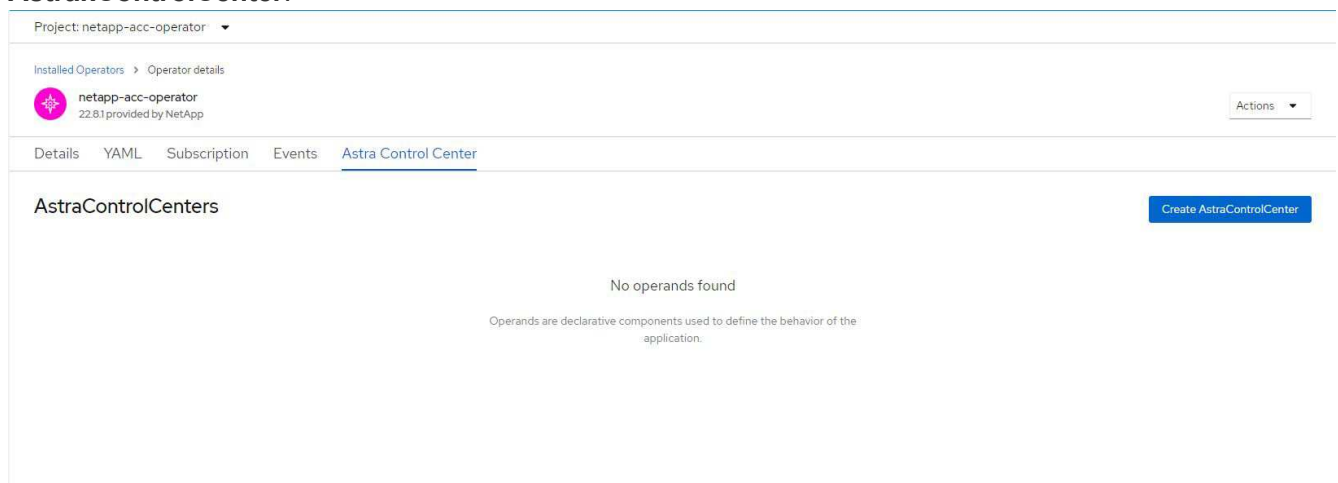 AstraControlCenter.
Project: netapp-acc-operator
Installed Operators > Operator details
netapp-acc-operator
22.8.1 provided by NetApp
Actions
Details YAML Subscription Events Astra Control Center
AstraControlCenters
Create AstraControlCenter
No operands found
Operands are declarative components used to define the behavior of the
application.